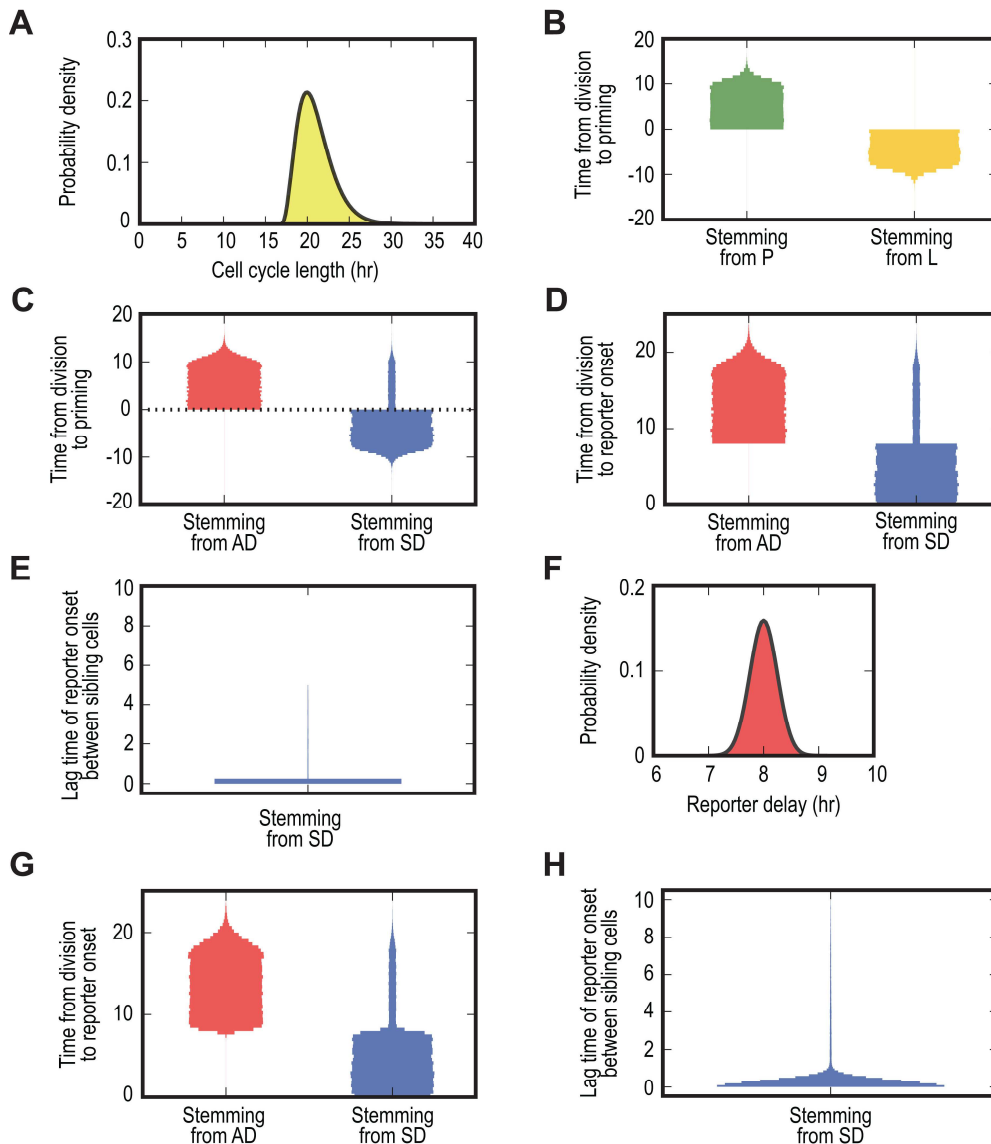 A
0.3
0.2
0.1
0
0 5 10 15 20 25 30 35 40
Probability density
Cell cycle length (hr)
B
20
10
0
-10
-20
Time from division
to priming
Stemming
from P
Stemming
from L
C
20
10
0
-10
-20
Time from division
to priming
Stemming
from AD
Stemming
from SD
D
20
10
0
Time from division
to reporter onset
Stemming
from AD
Stemming
from SD
E
10
8
6
4
2
0
Lag time of reporter onset
between sibling cells
Stemming
from SD
F
0.2
0.1
0
6 7 8 9 10
Probability density
Reporter delay (hr)
G
20
10
0
Time from division
to reporter onset
Stemming
from AD
Stemming
from SD
H
10
8
6
4
2
0
Lag time of reporter onset
between sibling cells
Stemming
from SD